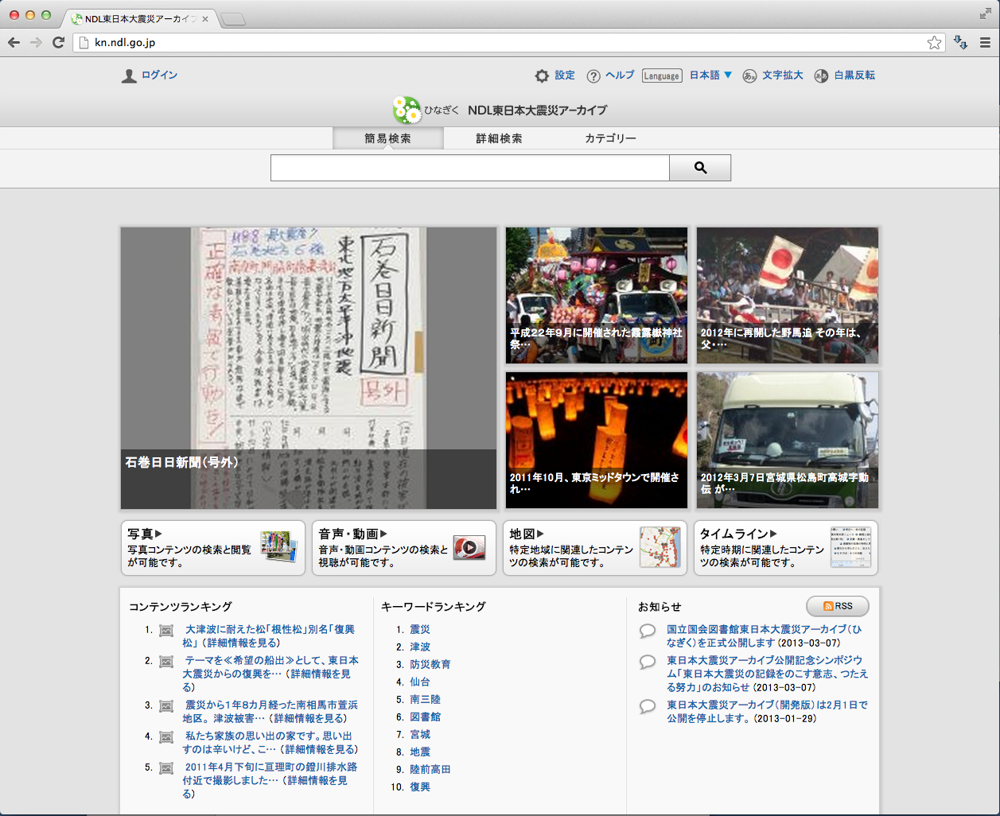 NDL東日本大震災アーカイブ
kn.ndl.go.jp
ログイン
設定
ヘルプ
Language
日本語▼
文字拡大
白黒反転
ひなぎく NDL東日本大震災アーカイブ
簡易検索
詳細検索
カテゴリー
正確な情報で行動を!
石巻日日新聞
号外
東北地方太平洋沖地震
石巻日日新聞(号外)
平成22年9月に開催された霞露嶽神社
祭…
2012年に再開した野馬追 その年は、
父・…
2011年10月、東京ミッドタウンで開催さ
れ…
2012年3月7日宮城県松島町高城字動
伝 が…
写真▶
写真コンテンツの検索と閲覧
が可能です。
音声・動画▶
音声・動画コンテンツの検索と
視聴が可能です。
地図▶
特定地域に関連したコンテン
ツの検索が可能です。
タイムライン▶
特定時期に関連したコンテン
ツの検索が可能です。
コンテンツランキング
1. 大津波に耐えた松「根性松」別名「復興
松」 (詳細情報を見る)
2. テーマを≪希望の船出≫として、東日本
大震災からの復興を… (詳細情報を見
る)
3. 震災から1年8カ月経った南相馬市萱浜
地区。 津波被害… (詳細情報を見る)
4. 私たち家族の思い出の家です。思い出
すのは辛いけど、こ… (詳細情報を見る)
5. 2011年4月下旬に亘理町の鐙川排水路
付近で撮影しました… (詳細情報を見
る)
キーワードランキング
1. 震災
2. 津波
3. 防災教育
4. 仙台
5. 南三陸
6. 図書館
7. 宮城
8. 地震
9. 陸前高田
10. 復興
お知らせ
RSS
国立国会図書館東日本大震災アーカイブ(ひ
なぎく)を正式公開します (2013-03-07)
東日本大震災アーカイブ公開記念シンポジウ
ム「東日本大震災の記録をのこす意志、つたえ
る努力」のお知らせ (2013-03-07)
東日本大震災アーカイブ(開発版)は2月1日で
公開を停止します。 (2013-01-29)